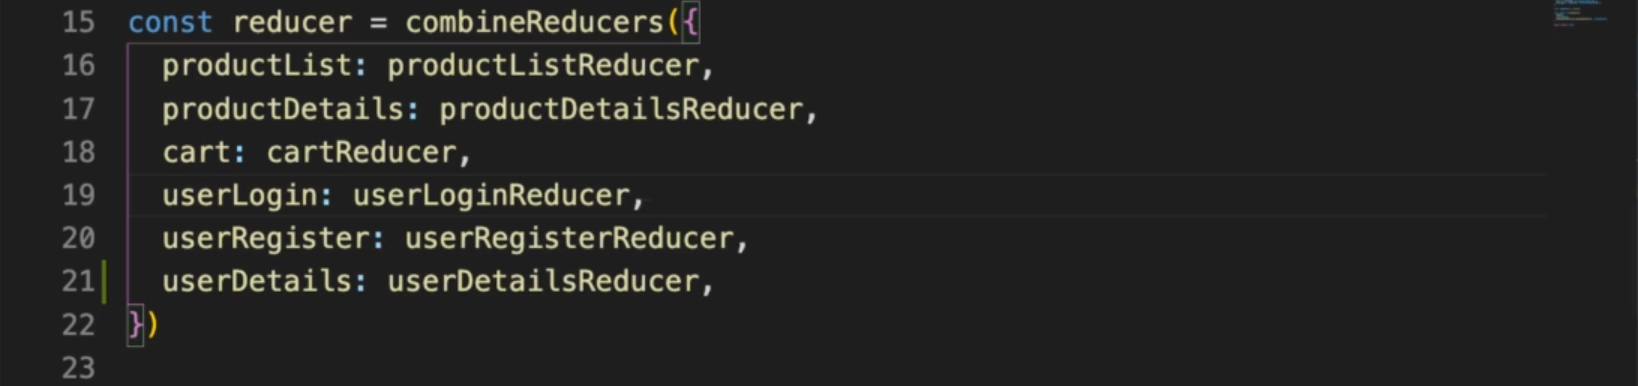 15 const reducer = combineReducers({
16 productList: productListReducer,
17 productDetails: productDetailsReducer,
18 cart: cartReducer,
19 userLogin: userLoginReducer,
20 userRegister: userRegisterReducer,
21 userDetails: userDetailsReducer,
22 })
23